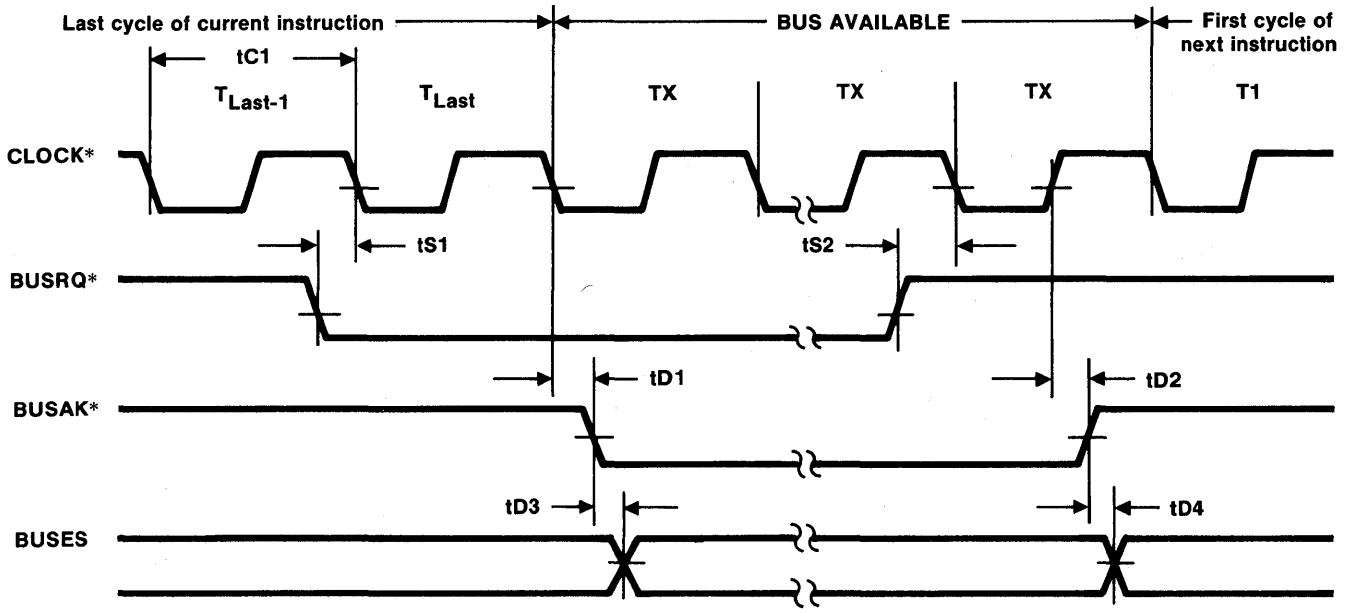 Last cycle of current instruction
BUS AVAILABLE
First cycle of
next instruction
tC1
TLast-1
TLast
TX
TX
TX
T1
CLOCK*
tS1
tS2
BUSRQ*
tD1
tD2
BUSAK*
tD3
tD4
BUSES